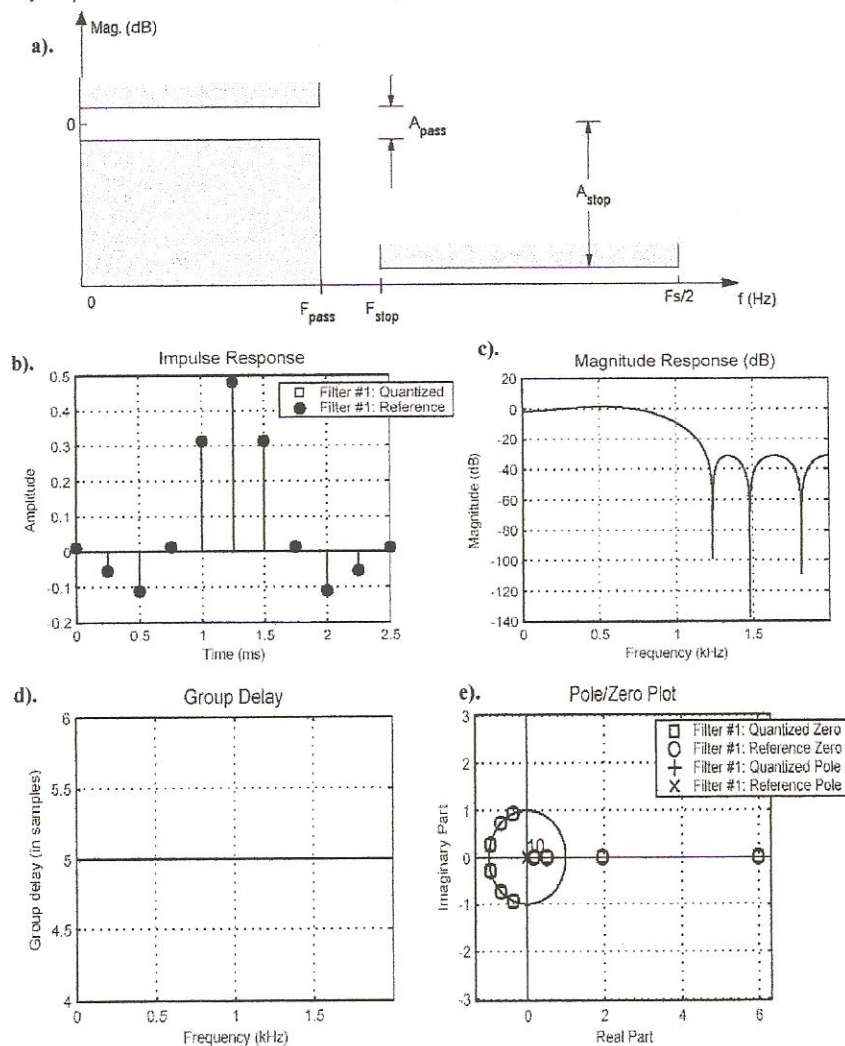 Mag. (dB)
a).
0
A pass
A stop
0
F pass
F stop
Fs/2
f (Hz)
b).
Impulse Response
Filter #1: Quantized
Filter #1: Reference
0.5
0.4
0.3
0.2
0.1
0
-0.1
-0.2
Amplitude
0
0.5
1
1.5
2
2.5
Time (ms)
c).
Magnitude Response (dB)
20
0
-20
-40
-60
-80
-100
-120
-140
Magnitude (dB)
0
0.5
1
1.5
Frequency (kHz)
d).
Group Delay
6
5.5
5
4.5
4
Group delay (in samples)
0
0.5
1
1.5
Frequency (kHz)
e).
Pole/Zero Plot
Filter #1: Quantized Zero
Filter #1: Reference Zero
Filter #1: Quantized Pole
Filter #1: Reference Pole
3
2
1
0
-1
-2
-3
Imaginary Part
10
0
2
4
6
Real Part